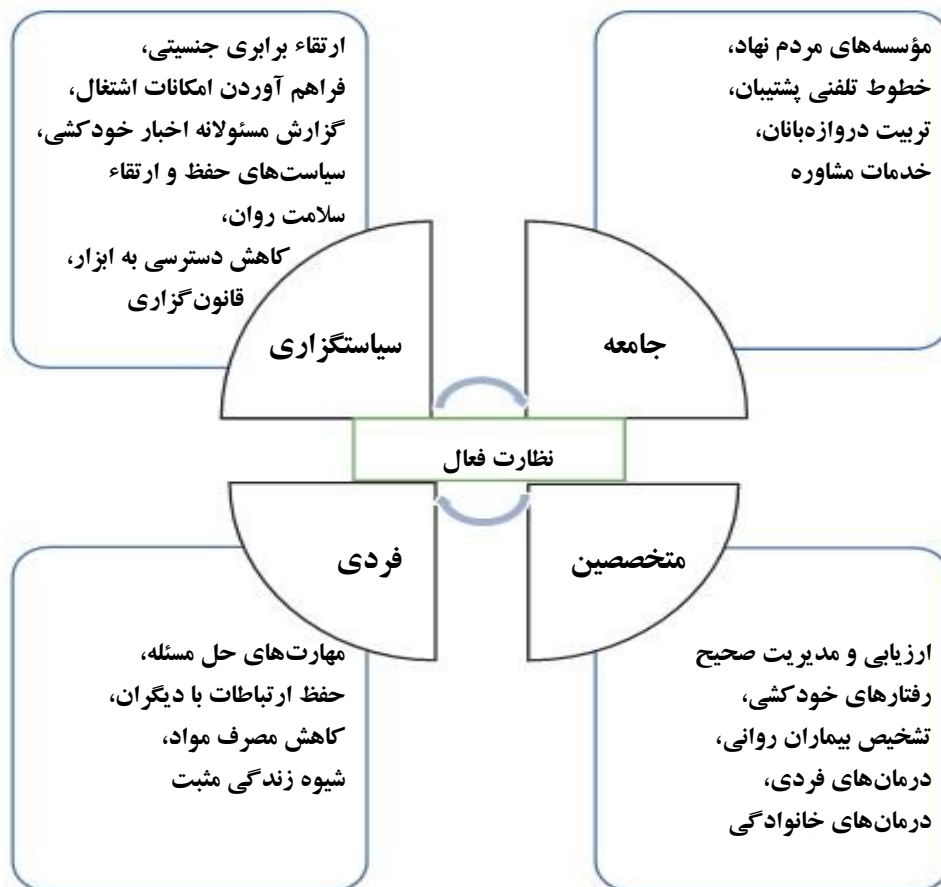 مؤسسه‌های مردم نهاد،
خطوط تلفنی پشتیبان،
تربیت دروازه‌بانان،
خدمات مشاوره
ارتقاء برابری جنسیتی،
فراهم آوردن امکانات اشتغال،
گزارش مسئولانه اخبار خودکشی،
سیاست‌های حفظ و ارتقاء
سلامت روان،
کاهش دسترسی به ابزار،
قانون‌گزاری
جامعه
سیاستگزاری
نظارت فعال
متخصصین
فردی
ارزیابی و مدیریت صحیح
رفتارهای خودکشی،
تشخیص بیماران روانی،
درمان‌های فردی،
درمان‌های خانوادگی
مهارت‌های حل مسئله،
حفظ ارتباطات با دیگران،
کاهش مصرف مواد،
شیوه زندگی مثبت